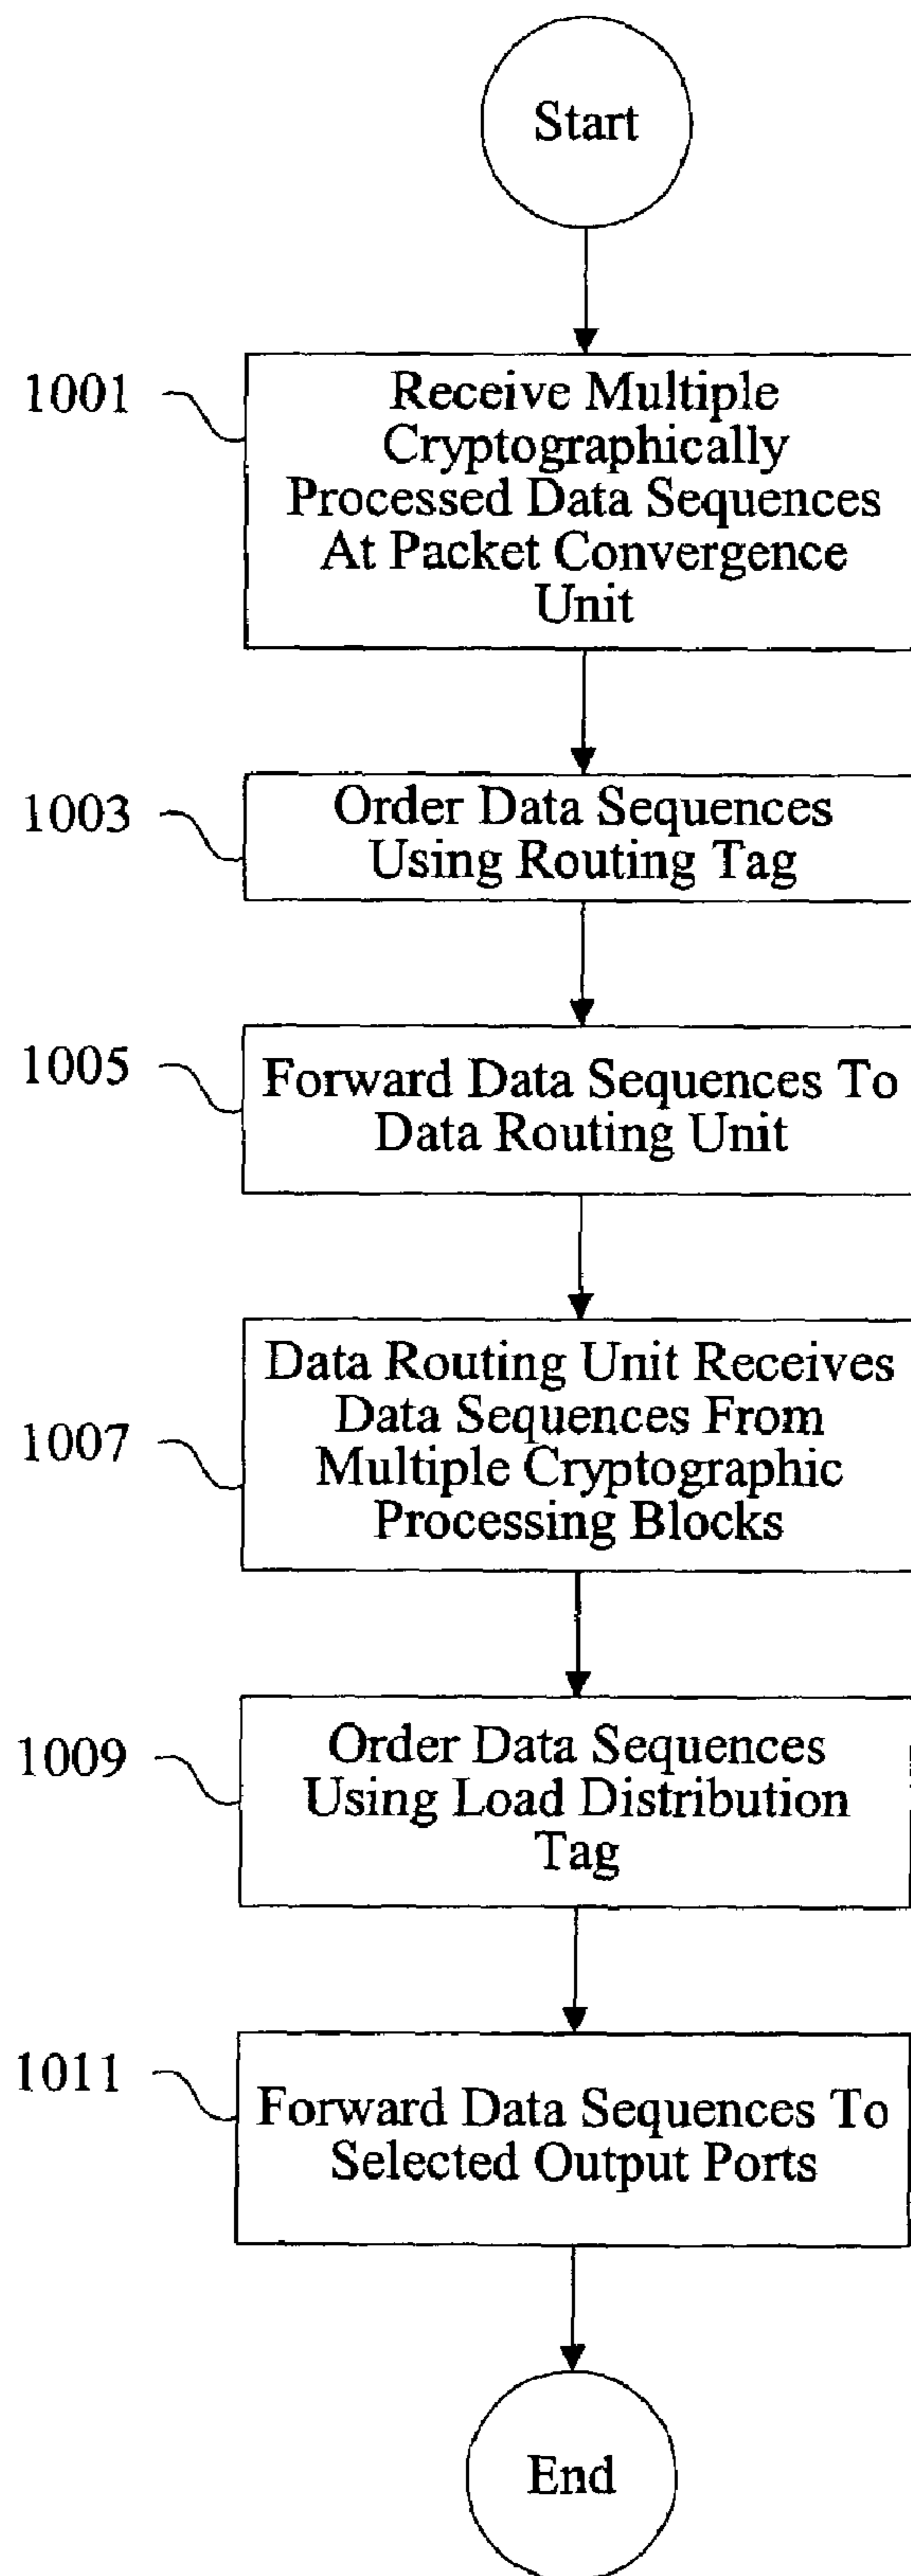 Start
1001
Receive Multiple
Cryptographically
Processed Data Sequences
At Packet Convergence
Unit
1003
Order Data Sequences
Using Routing Tag
1005
Forward Data Sequences To
Data Routing Unit
1007
Data Routing Unit Receives
Data Sequences From
Multiple Cryptographic
Processing Blocks
1009
Order Data Sequences
Using Load Distribution
Tag
1011
Forward Data Sequences To
Selected Output Ports
End